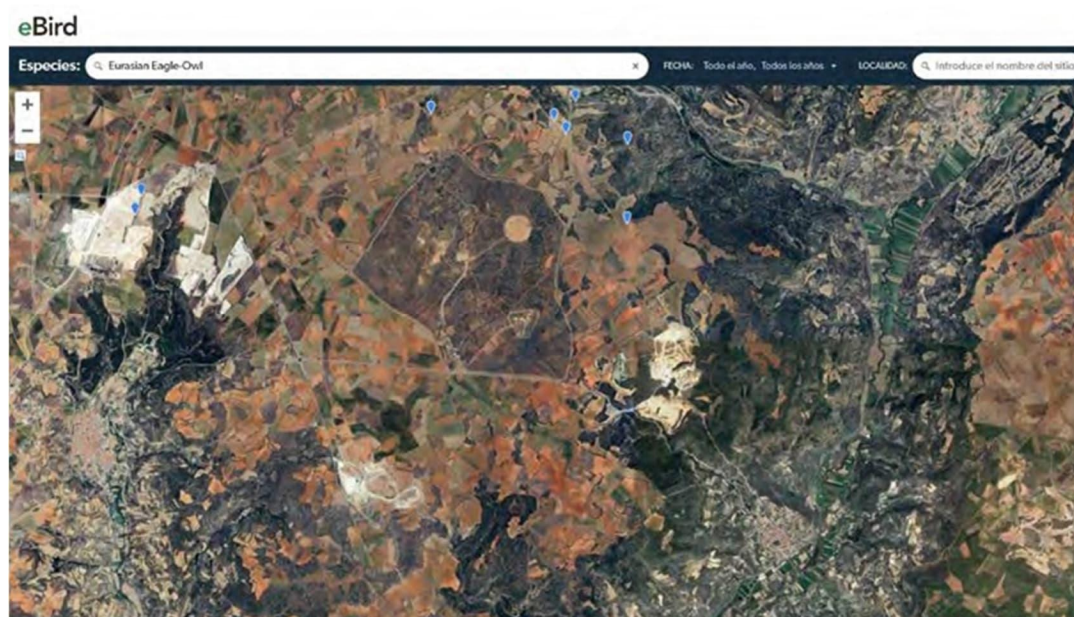 eBird
Especies: Eurasian Eagle-Owl × FECHA: Todo el año, Todos los años LOCALIDAD: Introduce el nombre del sitio
+
−